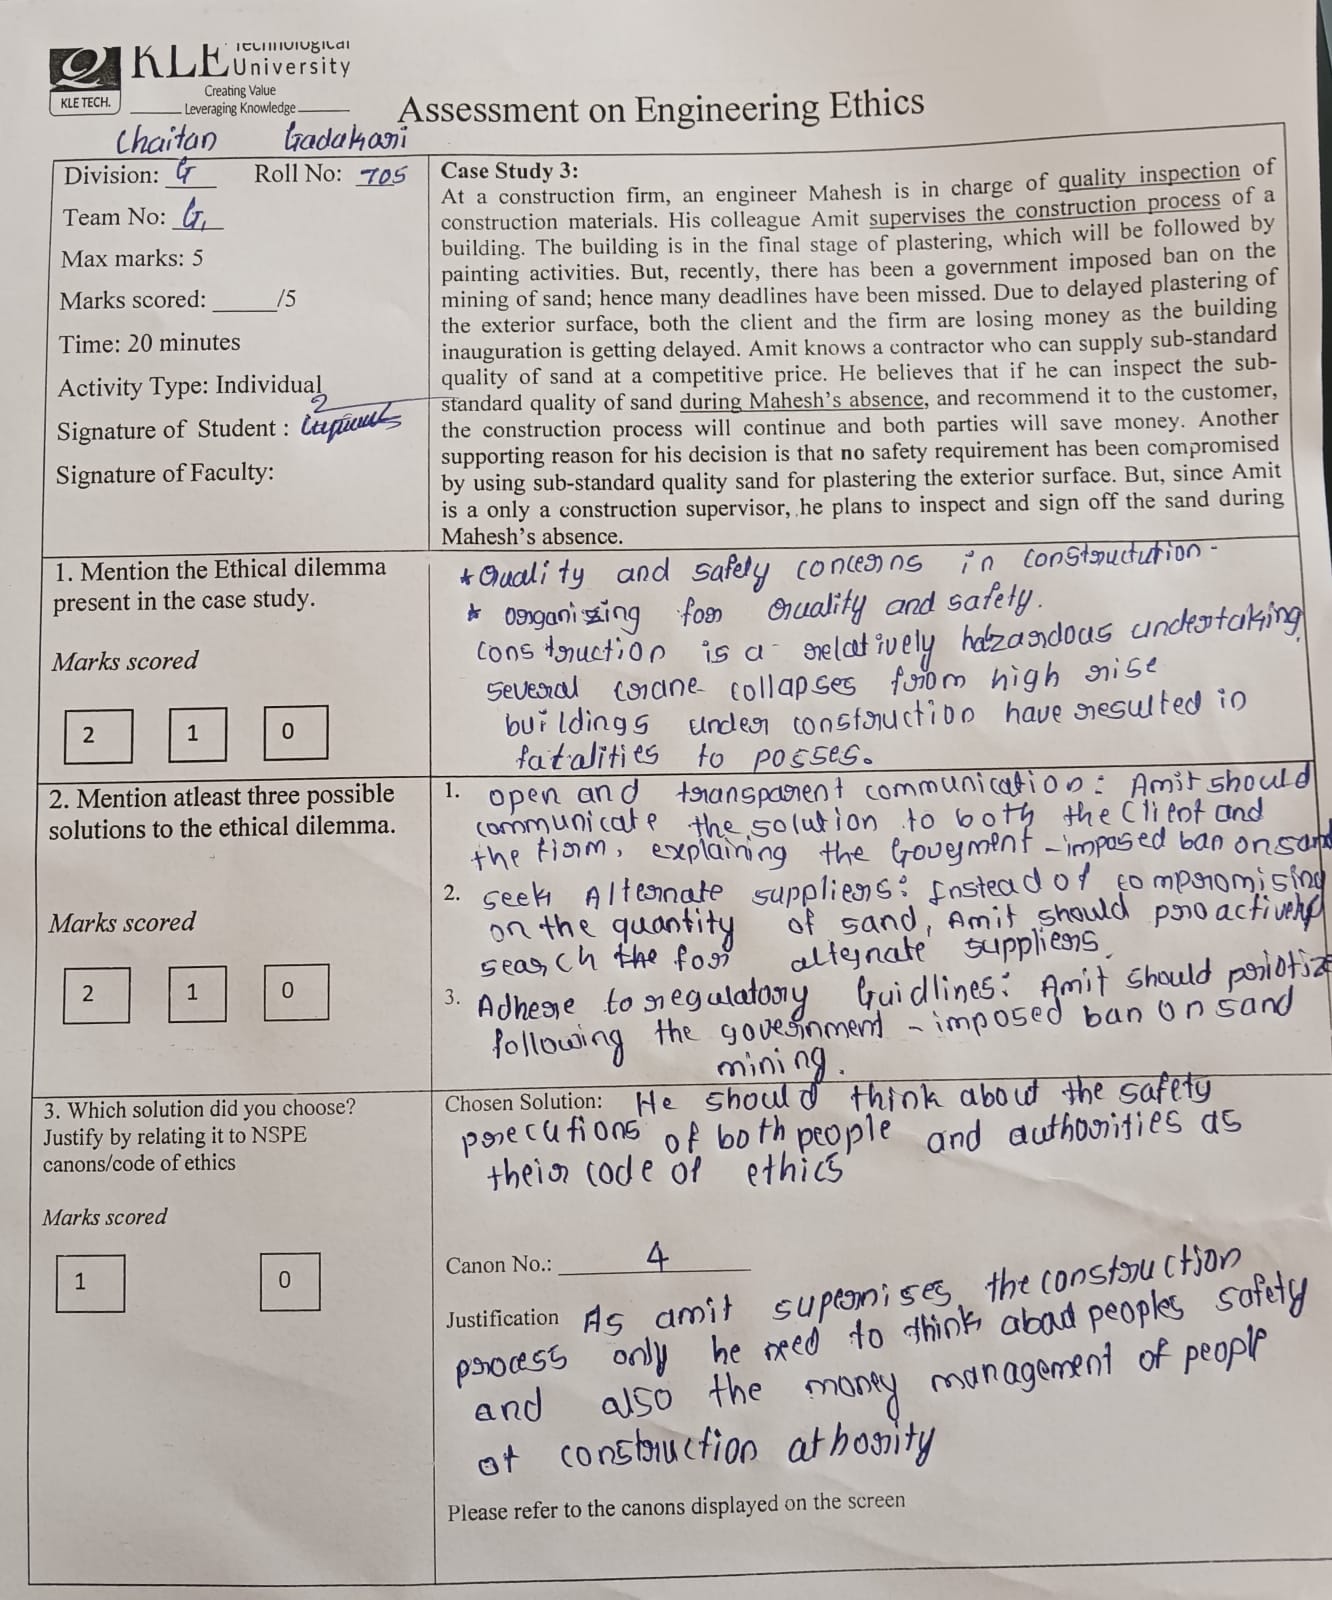 KLE Technological
University
Creating Value
Leveraging Knowledge
KLE TECH.
Assessment on Engineering Ethics
Chaitan Gadakari
Division: G Roll No: 705
Team No: G1
Max marks: 5
Marks scored: ______/5
Time: 20 minutes
Activity Type: Individual
Signature of Student :
Signature of Faculty:
Case Study 3:
At a construction firm, an engineer Mahesh is in charge of quality inspection of
construction materials. His colleague Amit supervises the construction process of a
building. The building is in the final stage of plastering, which will be followed by
painting activities. But, recently, there has been a government imposed ban on the
mining of sand; hence many deadlines have been missed. Due to delayed plastering of
the exterior surface, both the client and the firm are losing money as the building
inauguration is getting delayed. Amit knows a contractor who can supply sub-standard
quality of sand at a competitive price. He believes that if he can inspect the sub-
standard quality of sand during Mahesh's absence, and recommend it to the customer,
the construction process will continue and both parties will save money. Another
supporting reason for his decision is that no safety requirement has been compromised
by using sub-standard quality sand for plastering the exterior surface. But, since Amit
is a only a construction supervisor, he plans to inspect and sign off the sand during
Mahesh's absence.
1. Mention the Ethical dilemma
present in the case study.
Marks scored
2 1 0
* Quality and safely concerns in constructution -
* organizing for Quality and safety.
construction is a relatively hazardous undertaking,
several crane collapses from high rise
buildings under construction have resulted in
fatalities to posses.
2. Mention atleast three possible
solutions to the ethical dilemma.
Marks scored
2 1 0
1. open and transparent communication: Amit should
communicate the solution to both the client and
the firm, explaining the Goverment -imposed ban on sand
2. seek Alternate suppliers: Instead of compromising
on the quantity of sand, Amit should proactively
search the for alternate suppliers.
3. Adhere to regulatory Guidlines: Amit should priotize
following the government - imposed ban on sand
mining.
3. Which solution did you choose?
Justify by relating it to NSPE
canons/code of ethics
Marks scored
1 0
Chosen Solution: He should think about the safety
precutions of both people and authorities as
their code of ethics
Canon No.: 4
Justification As amit supervises the construction
process only he need to think about peoples safety
and also the money management of people
of construction athority
Please refer to the canons displayed on the screen